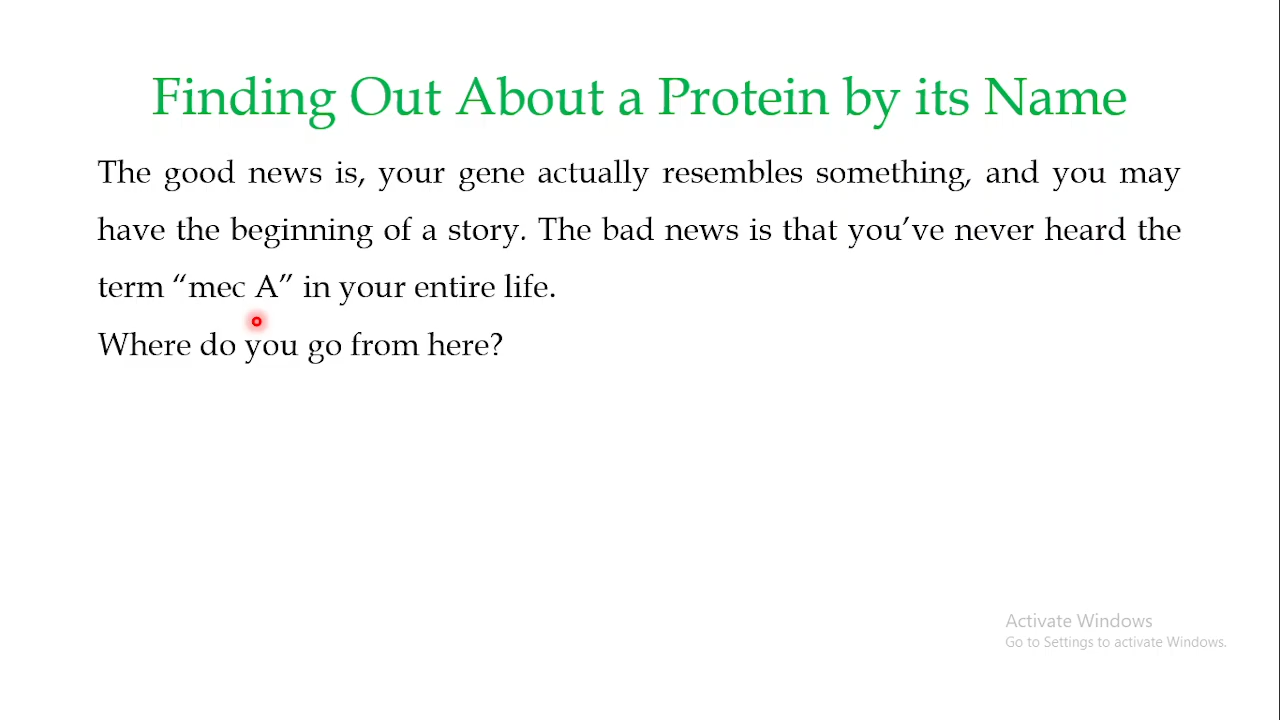 Finding Out About a Protein by its Name
The good news is, your gene actually resembles something, and you may
have the beginning of a story. The bad news is that you’ve never heard the
term “mec A” in your entire life.
Where do you go from here?
Activate Windows
Go to Settings to activate Windows.